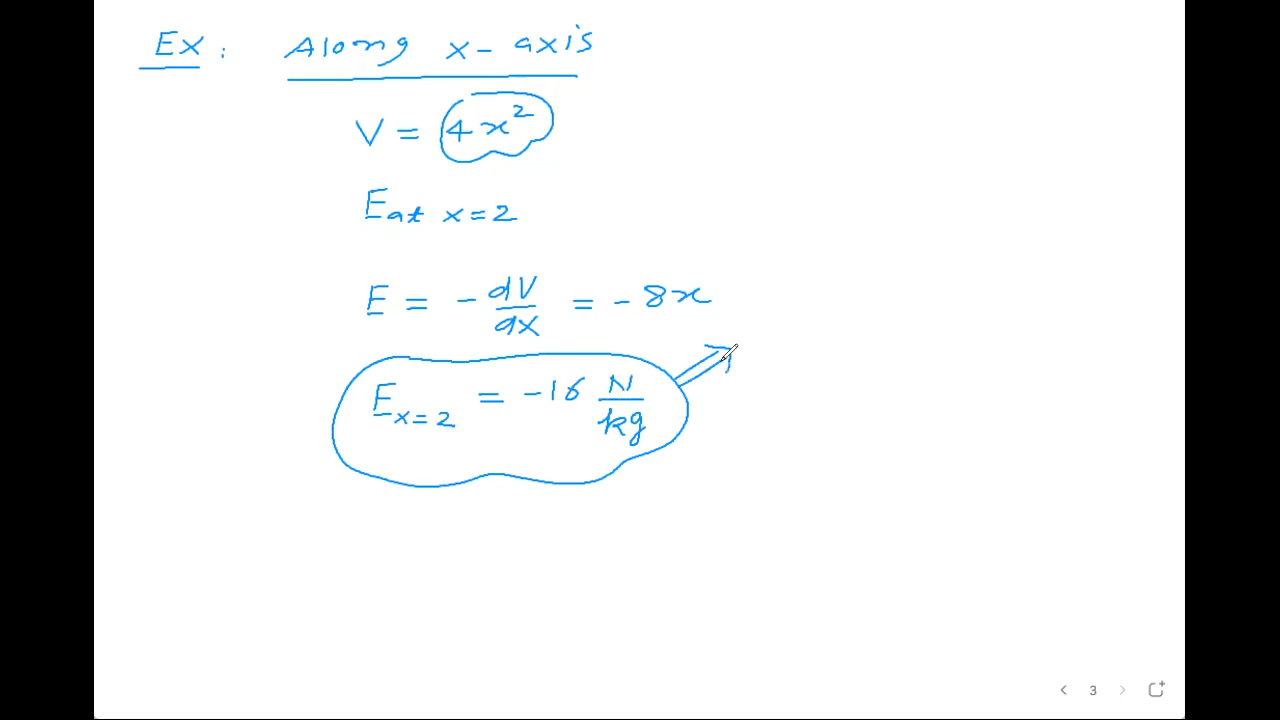 Ex: Along x-axis
V = 4x²
E at x=2
E = - dV/dx = -8x
E x=2 = -16 N/kg
3